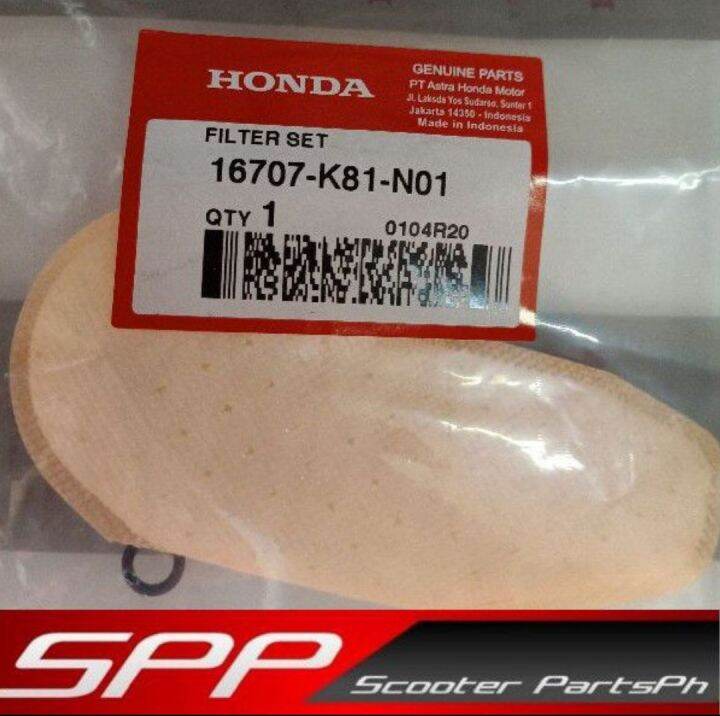 HONDA
GENUINE PARTS
PT Astra Honda Motor
Jl. Laksda Yos Sudarso, Sunter 1
Jakarta 14350 - Indonesia
Made in Indonesia
FILTER SET
16707-K81-N01
QTY 1
0104R20
SPP
Scooter PartsPh